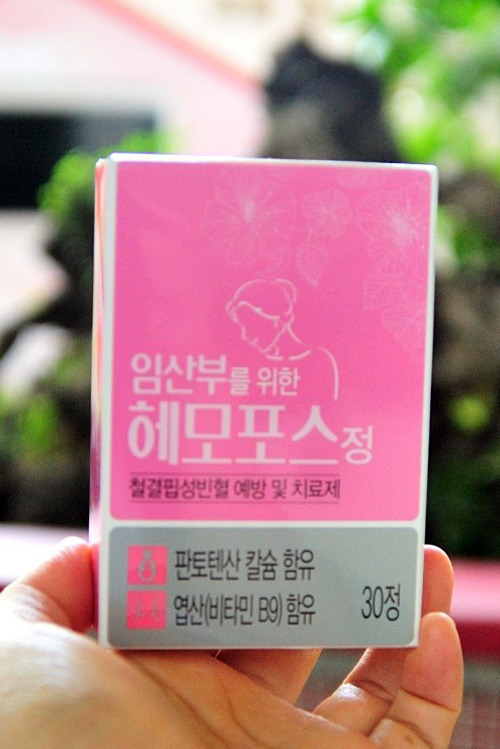 임산부를 위한
헤모포스정
철결핍성빈혈 예방 및 치료제
판토텐산 칼슘 함유
엽산(비타민 B9) 함유
30정